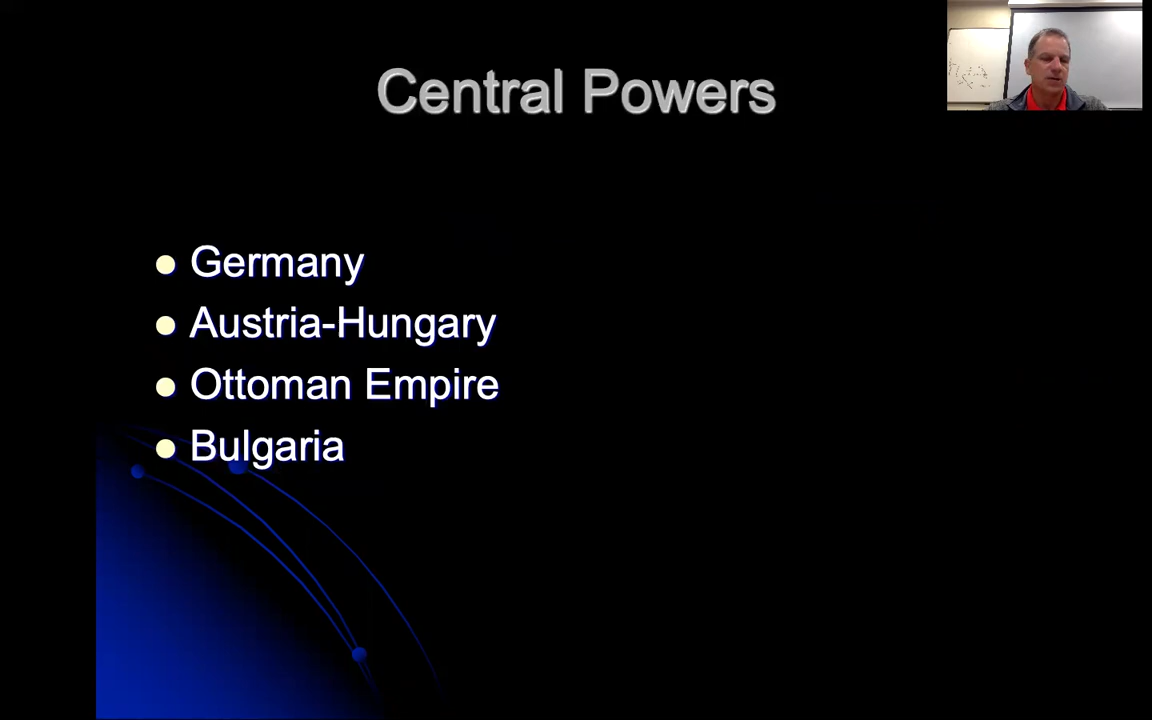 Central Powers
Germany
Austria-Hungary
Ottoman Empire
Bulgaria